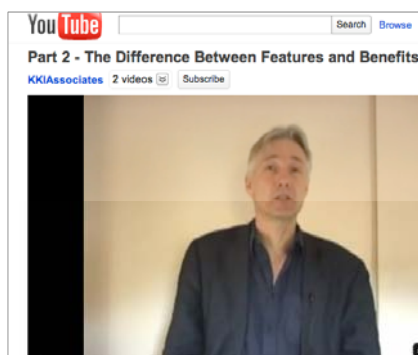 YouTube Search Browse
Part 2 - The Difference Between Features and Benefits
KKIAssociates 2 videos Subscribe